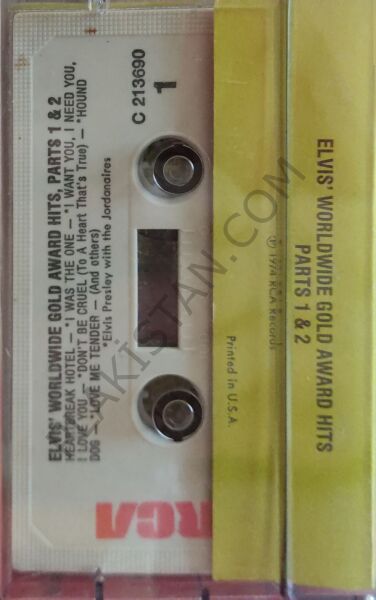 ELVIS' WORLDWIDE GOLD AWARD HITS, PARTS 1 & 2
HEARTBREAK HOTEL – *I WAS THE ONE – *I WANT YOU, I NEED YOU,
I LOVE YOU – *DON'T BE CRUEL (To A Heart That's True) – *HOUND
DOG – *LOVE ME TENDER – (And others)
*Elvis Presley with the Jordanaires
C 213690
1
RCA
ELVIS' WORLDWIDE GOLD AWARD HITS
PARTS 1 & 2
℗ 1974 RCA Records
Printed in U.S.A.
AKİSTAN.COM